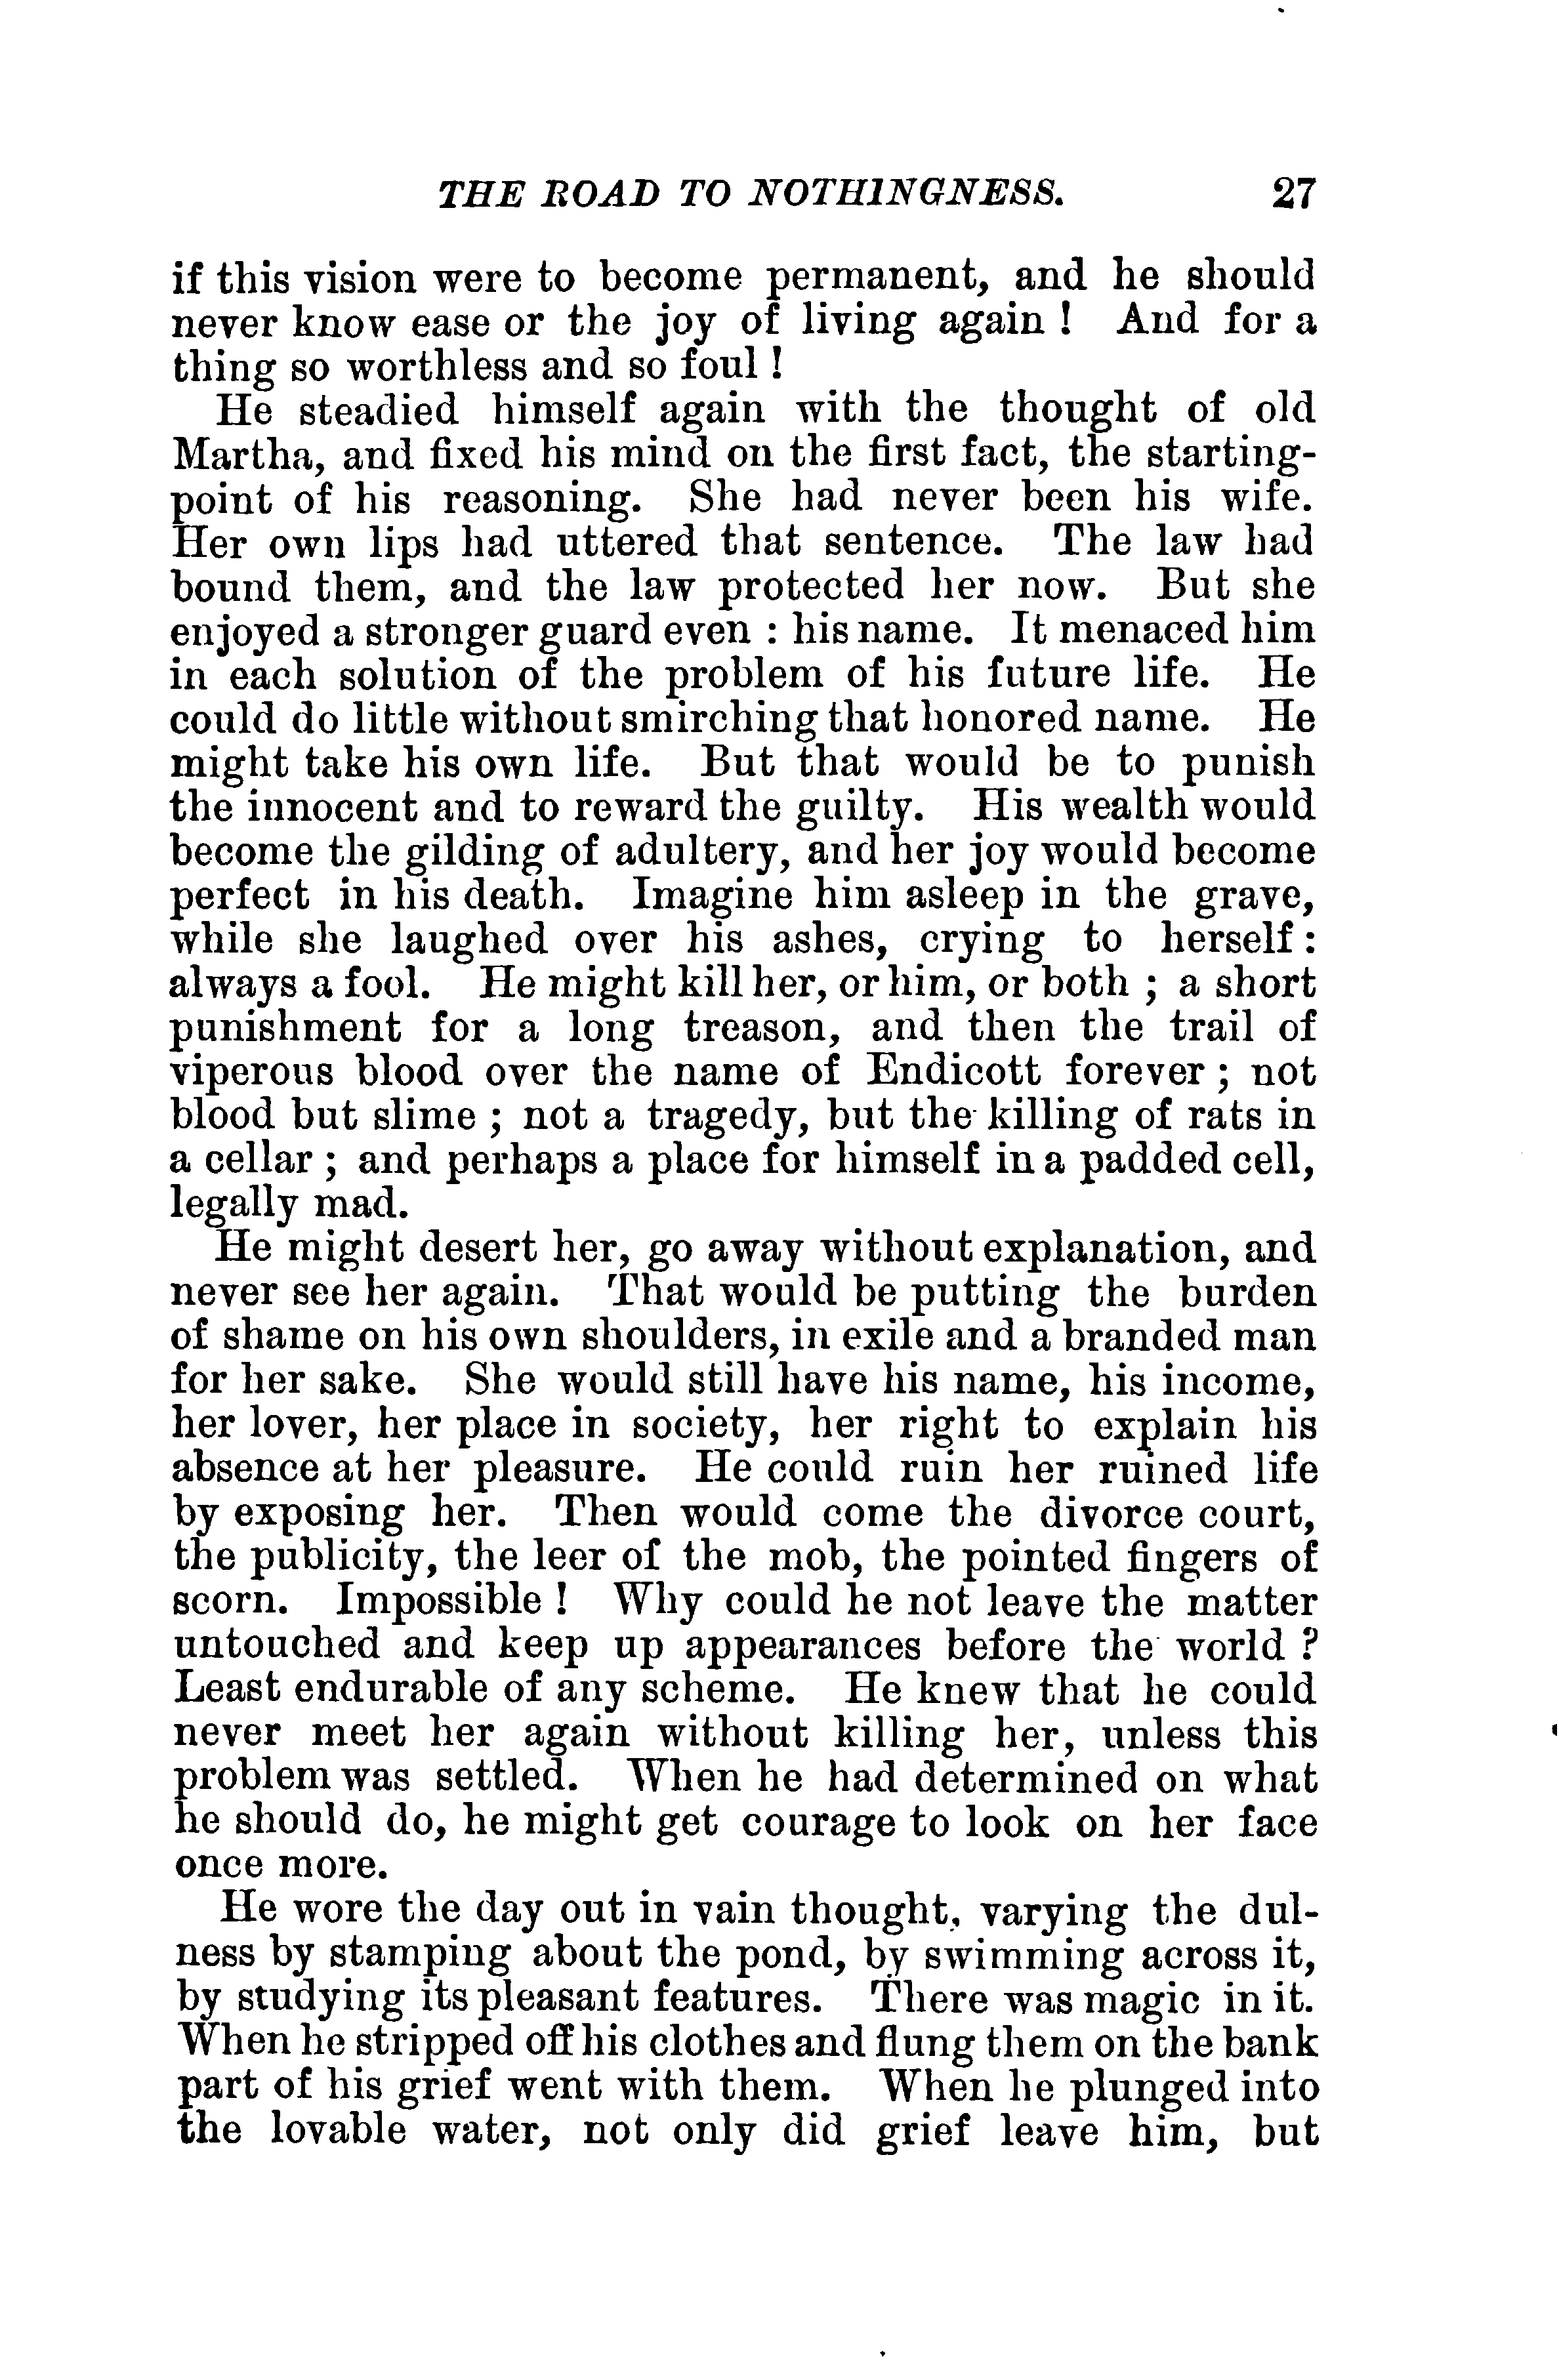 THE ROAD TO NOTHINGNESS. 27
if this vision were to become permanent, and he should
never know ease or the joy of living again ! And for a
thing so worthless and so foul !
He steadied himself again with the thought of old
Martha, and fixed his mind on the first fact, the starting-
point of his reasoning. She had never been his wife.
Her own lips had uttered that sentence. The law had
bound them, and the law protected her now. But she
enjoyed a stronger guard even : his name. It menaced him
in each solution of the problem of his future life. He
could do little without smirching that honored name. He
might take his own life. But that would be to punish
the innocent and to reward the guilty. His wealth would
become the gilding of adultery, and her joy would become
perfect in his death. Imagine him asleep in the grave,
while she laughed over his ashes, crying to herself:
always a fool. He might kill her, or him, or both ; a short
punishment for a long treason, and then the trail of
viperous blood over the name of Endicott forever ; not
blood but slime ; not a tragedy, but the killing of rats in
a cellar ; and perhaps a place for himself in a padded cell,
legally mad.
He might desert her, go away without explanation, and
never see her again. That would be putting the burden
of shame on his own shoulders, in exile and a branded man
for her sake. She would still have his name, his income,
her lover, her place in society, her right to explain his
absence at her pleasure. He could ruin her ruined life
by exposing her. Then would come the divorce court,
the publicity, the leer of the mob, the pointed fingers of
scorn. Impossible ! Why could he not leave the matter
untouched and keep up appearances before the world ?
Least endurable of any scheme. He knew that he could
never meet her again without killing her, unless this
problem was settled. When he had determined on what
he should do, he might get courage to look on her face
once more.
He wore the day out in vain thought, varying the dul-
ness by stamping about the pond, by swimming across it,
by studying its pleasant features. There was magic in it.
When he stripped off his clothes and flung them on the bank
part of his grief went with them. When he plunged into
the lovable water, not only did grief leave him, but